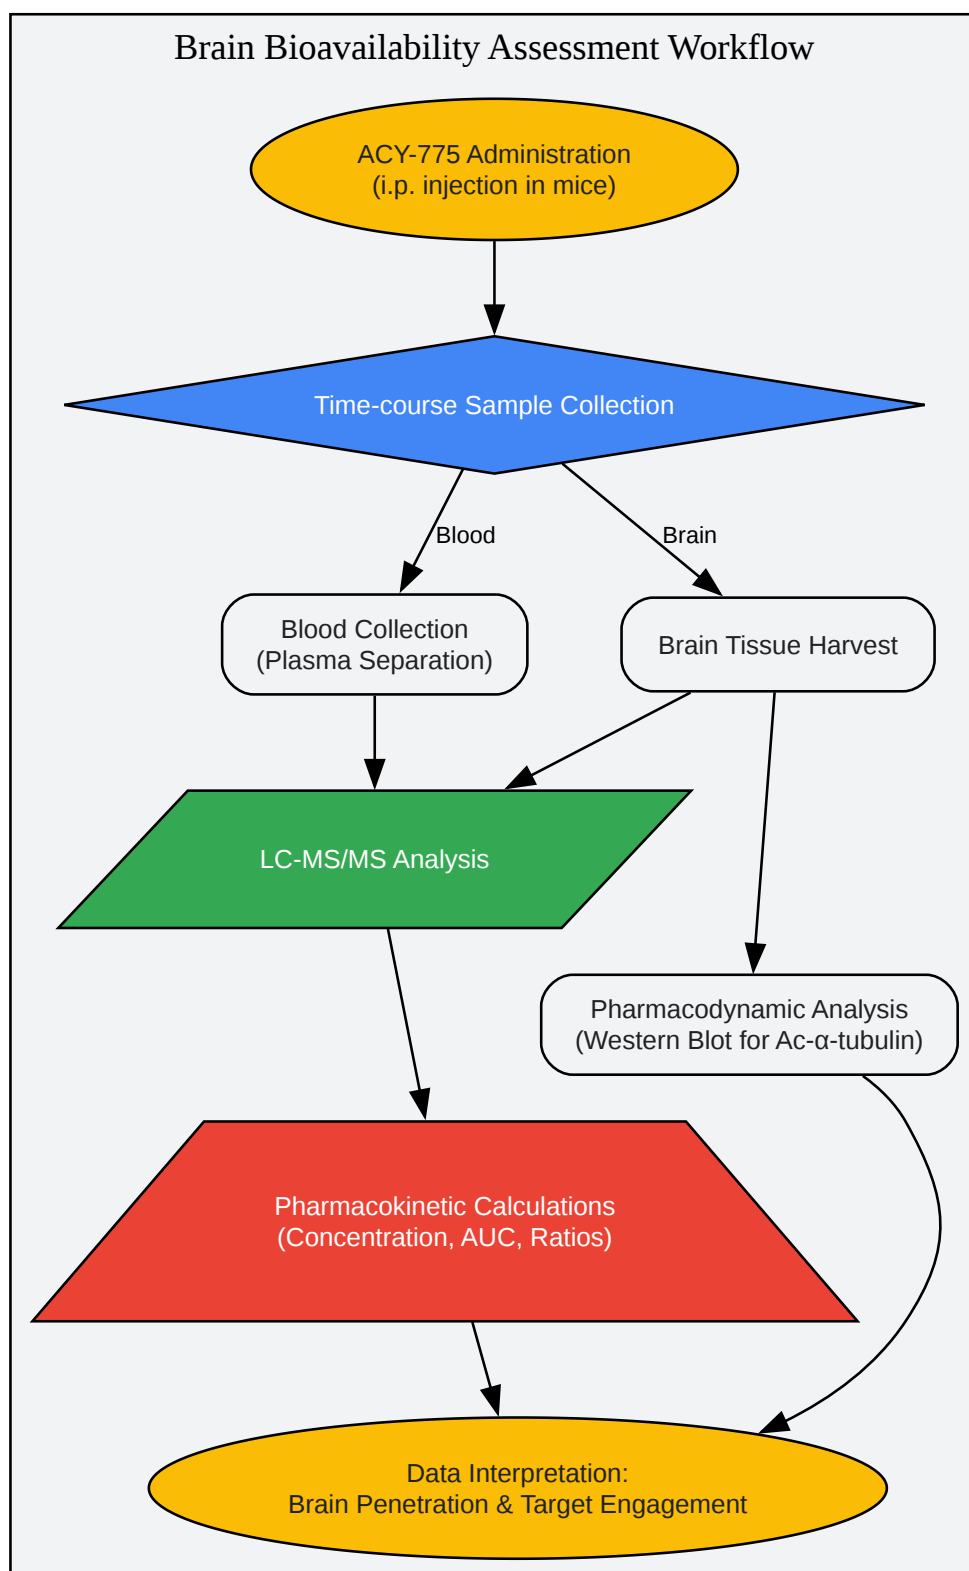 Brain Bioavailability Assessment Workflow
ACY-775 Administration
(i.p. injection in mice)
Time-course Sample Collection
Blood
Brain
Blood Collection
(Plasma Separation)
Brain Tissue Harvest
LC-MS/MS Analysis
Pharmacodynamic Analysis
(Western Blot for Ac-α-tubulin)
Pharmacokinetic Calculations
(Concentration, AUC, Ratios)
Data Interpretation:
Brain Penetration & Target Engagement